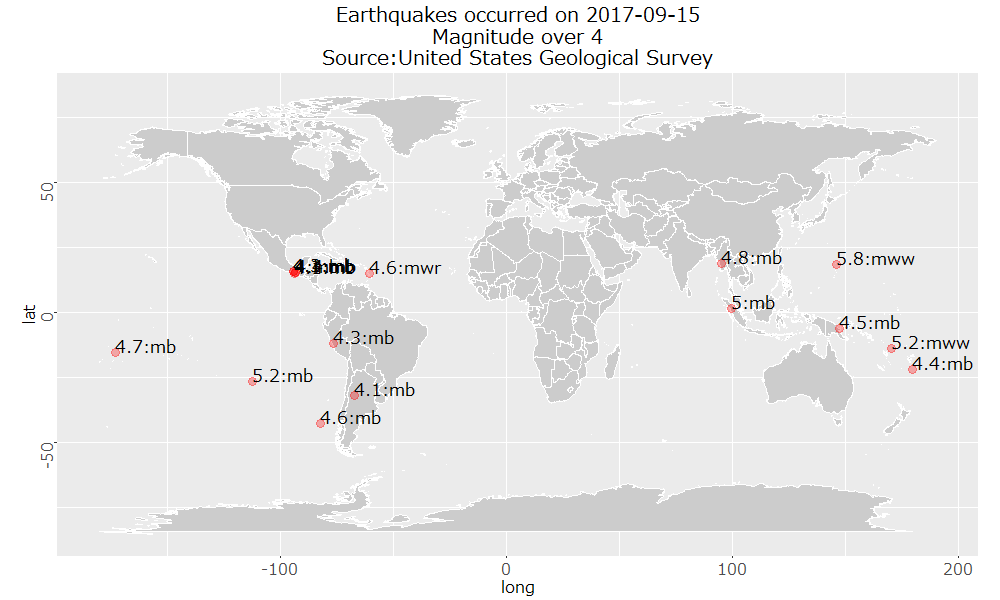 Earthquakes occurred on 2017-09-15
Magnitude over 4
Source:United States Geological Survey
50
0
-50
lat
4.6:mwr
4.8:mb
5.8:mww
5:mb
4.5:mb
4.3:mb
4.7:mb
5.2:mww
4.4:mb
5.2:mb
4.1:mb
4.6:mb
-100
0
100
200
long